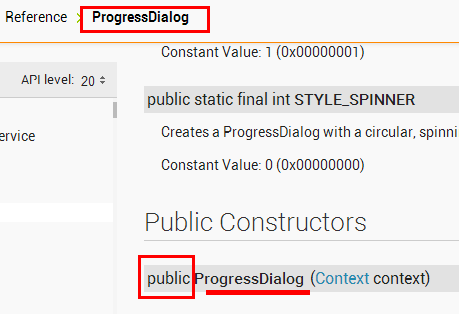 Reference > ProgressDialog
Constant Value: 1 (0x00000001)
API level: 20
public static final int STYLE_SPINNER
Creates a ProgressDialog with a circular, spinni
ervice
Constant Value: 0 (0x00000000)
Public Constructors
public ProgressDialog (Context context)